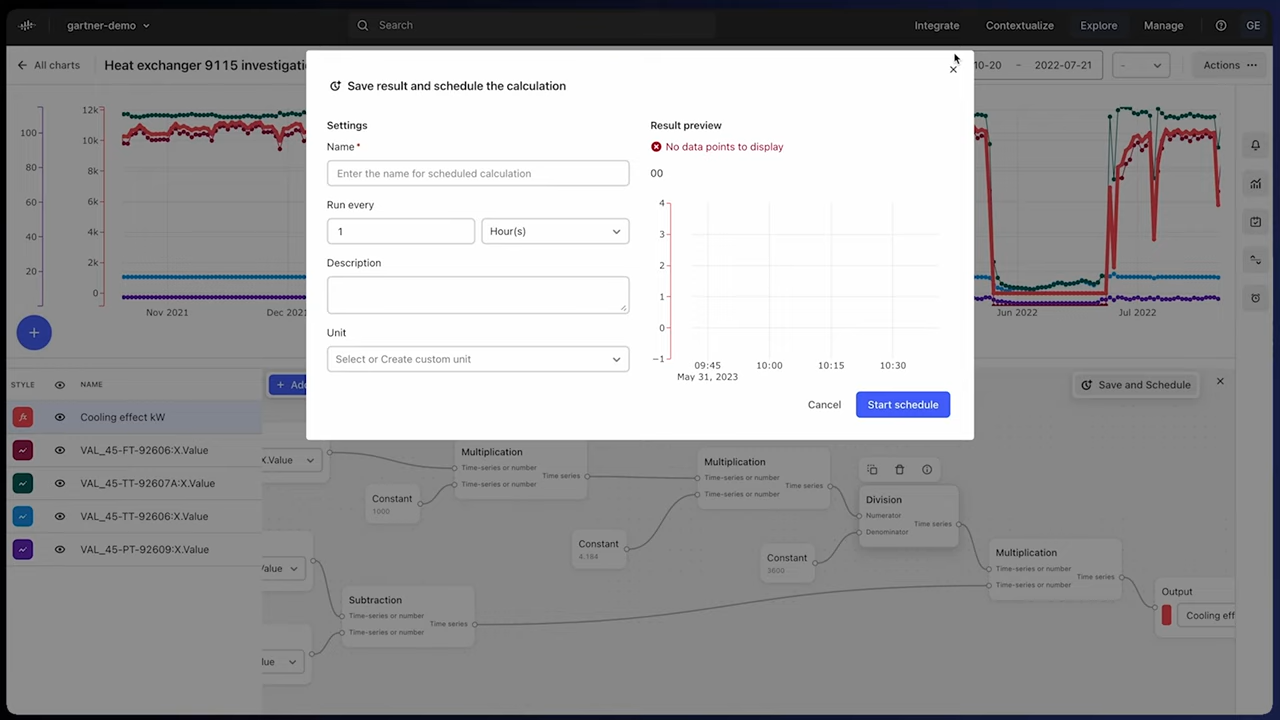 gartner-demo
Search
Integrate
Contextualize
Explore
Manage
GE
All charts
Heat exchanger 9115 investigati
10-20 – 2022-07-21
-
Actions
Save result and schedule the calculation
Settings
Name*
Enter the name for scheduled calculation
Run every
1
Hour(s)
Description
Unit
Select or Create custom unit
Result preview
No data points to display
00
4
3
2
1
0
−1
09:45
10:00
10:15
10:30
May 31, 2023
Cancel
Start schedule
100
80
60
40
20
12k
10k
8k
6k
4k
2k
0
Nov 2021
Dec 2021
Jun 2022
Jul 2022
STYLE
NAME
Add
Save and Schedule
Cooling effect kW
VAL_45-FT-92606:X.Value
VAL_45-TT-92607A:X.Value
VAL_45-TT-92606:X.Value
VAL_45-PT-92609:X.Value
X.Value
Multiplication
Time-series or number
Time-series or number
Time series
Constant
1000
Multiplication
Time-series or number
Time-series or number
Time series
Constant
4.184
Division
Numerator
Denominator
Time series
Constant
3600
Multiplication
Time-series or number
Time-series or number
Time series
Output
Cooling eff
Value
Subtraction
Time-series or number
Time-series or number
Time series
lue